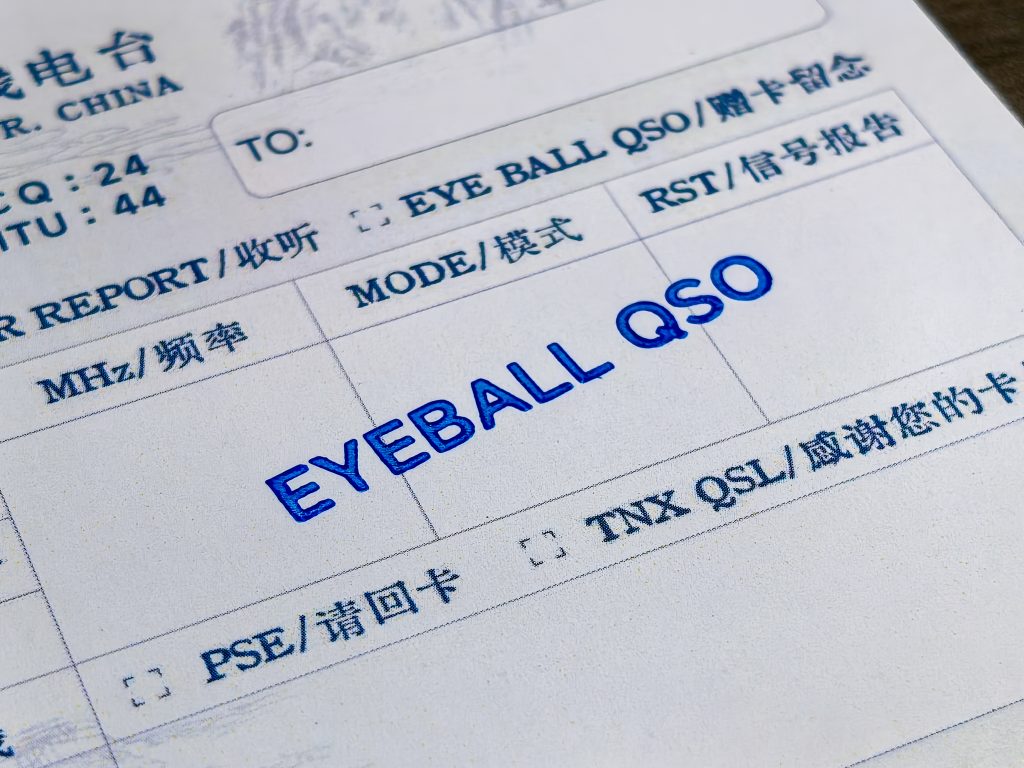 电台
R. CHINA
CQ:24
ITU:44
TO:
EYE BALL QSO/赠卡留念
REPORT/收听
MHz/频率
MODE/模式
RST/信号报告
EYEBALL QSO
PSE/请回卡
TNX QSL/感谢您的卡